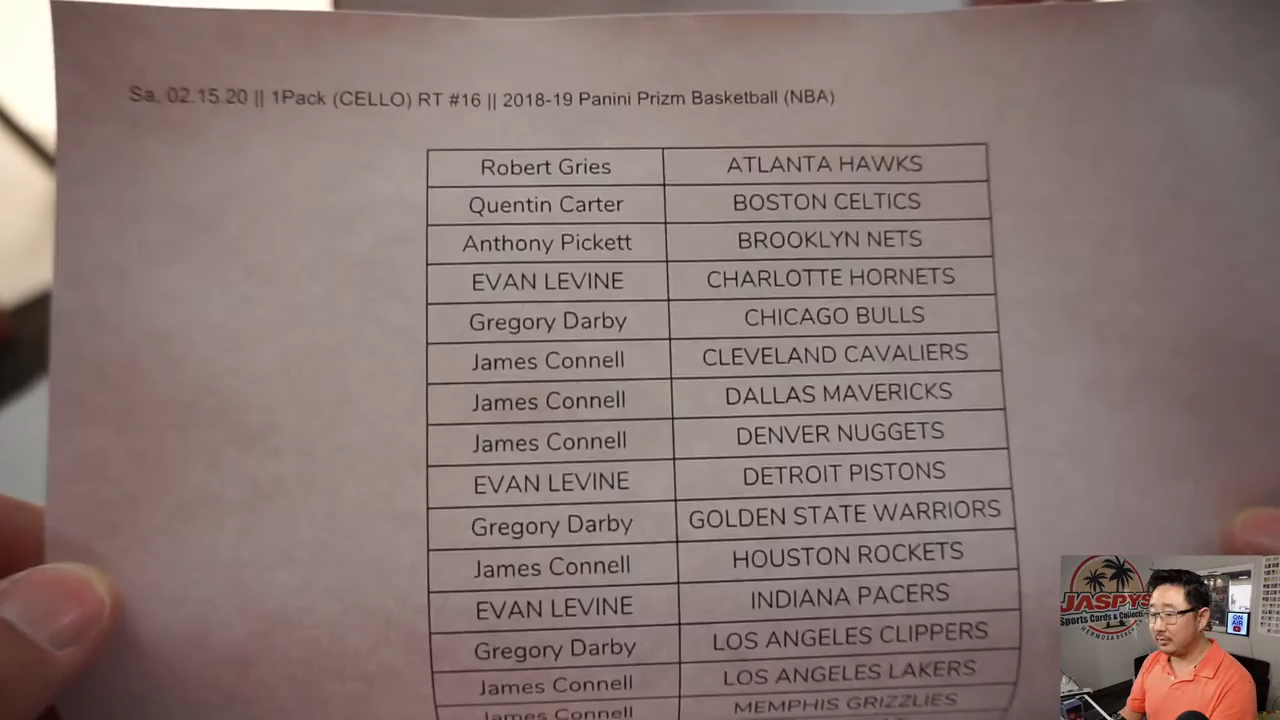 Sa, 02.15.20 || 1Pack (CELLO) RT #16 || 2018-19 Panini Prizm Basketball (NBA)
Robert Gries ATLANTA HAWKS
Quentin Carter BOSTON CELTICS
Anthony Pickett BROOKLYN NETS
EVAN LEVINE CHARLOTTE HORNETS
Gregory Darby CHICAGO BULLS
James Connell CLEVELAND CAVALIERS
James Connell DALLAS MAVERICKS
James Connell DENVER NUGGETS
EVAN LEVINE DETROIT PISTONS
Gregory Darby GOLDEN STATE WARRIORS
James Connell HOUSTON ROCKETS
EVAN LEVINE INDIANA PACERS
Gregory Darby LOS ANGELES CLIPPERS
James Connell LOS ANGELES LAKERS
James Connell MEMPHIS GRIZZLIES
JASPYS
Sports Cards & Collecti
HERMOSA BEACH
ON
AIR